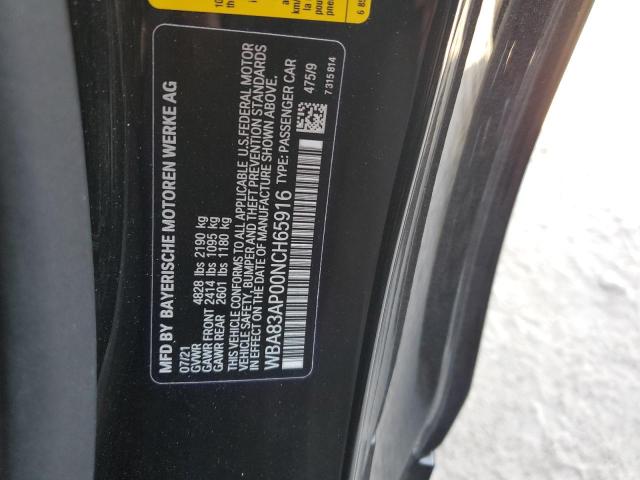 MFD BY BAYERISCHE MOTOREN WERKE AG
07/21
GVWR 4828 lbs 2190 kg
GAWR FRONT 2414 lbs 1095 kg
GAWR REAR 2601 lbs 1180 kg
THIS VEHICLE CONFORMS TO ALL APPLICABLE U.S.FEDERAL MOTOR
VEHICLE SAFETY, BUMPER AND THEFT PREVENTION STANDARDS
IN EFFECT ON THE DATE OF MANUFACTURE SHOWN ABOVE.
WBA83AP00NCH65916 TYPE: PASSENGER CAR
475/9
7 315 814